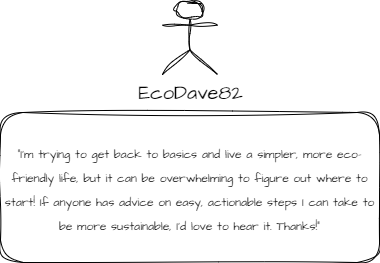 EcoDave82
"I'm trying to get back to basics and live a simpler, more eco-
friendly life, but it can be overwhelming to figure out where to
start! If anyone has advice on easy, actionable steps I can take to
be more sustainable, I'd love to hear it. Thanks!"